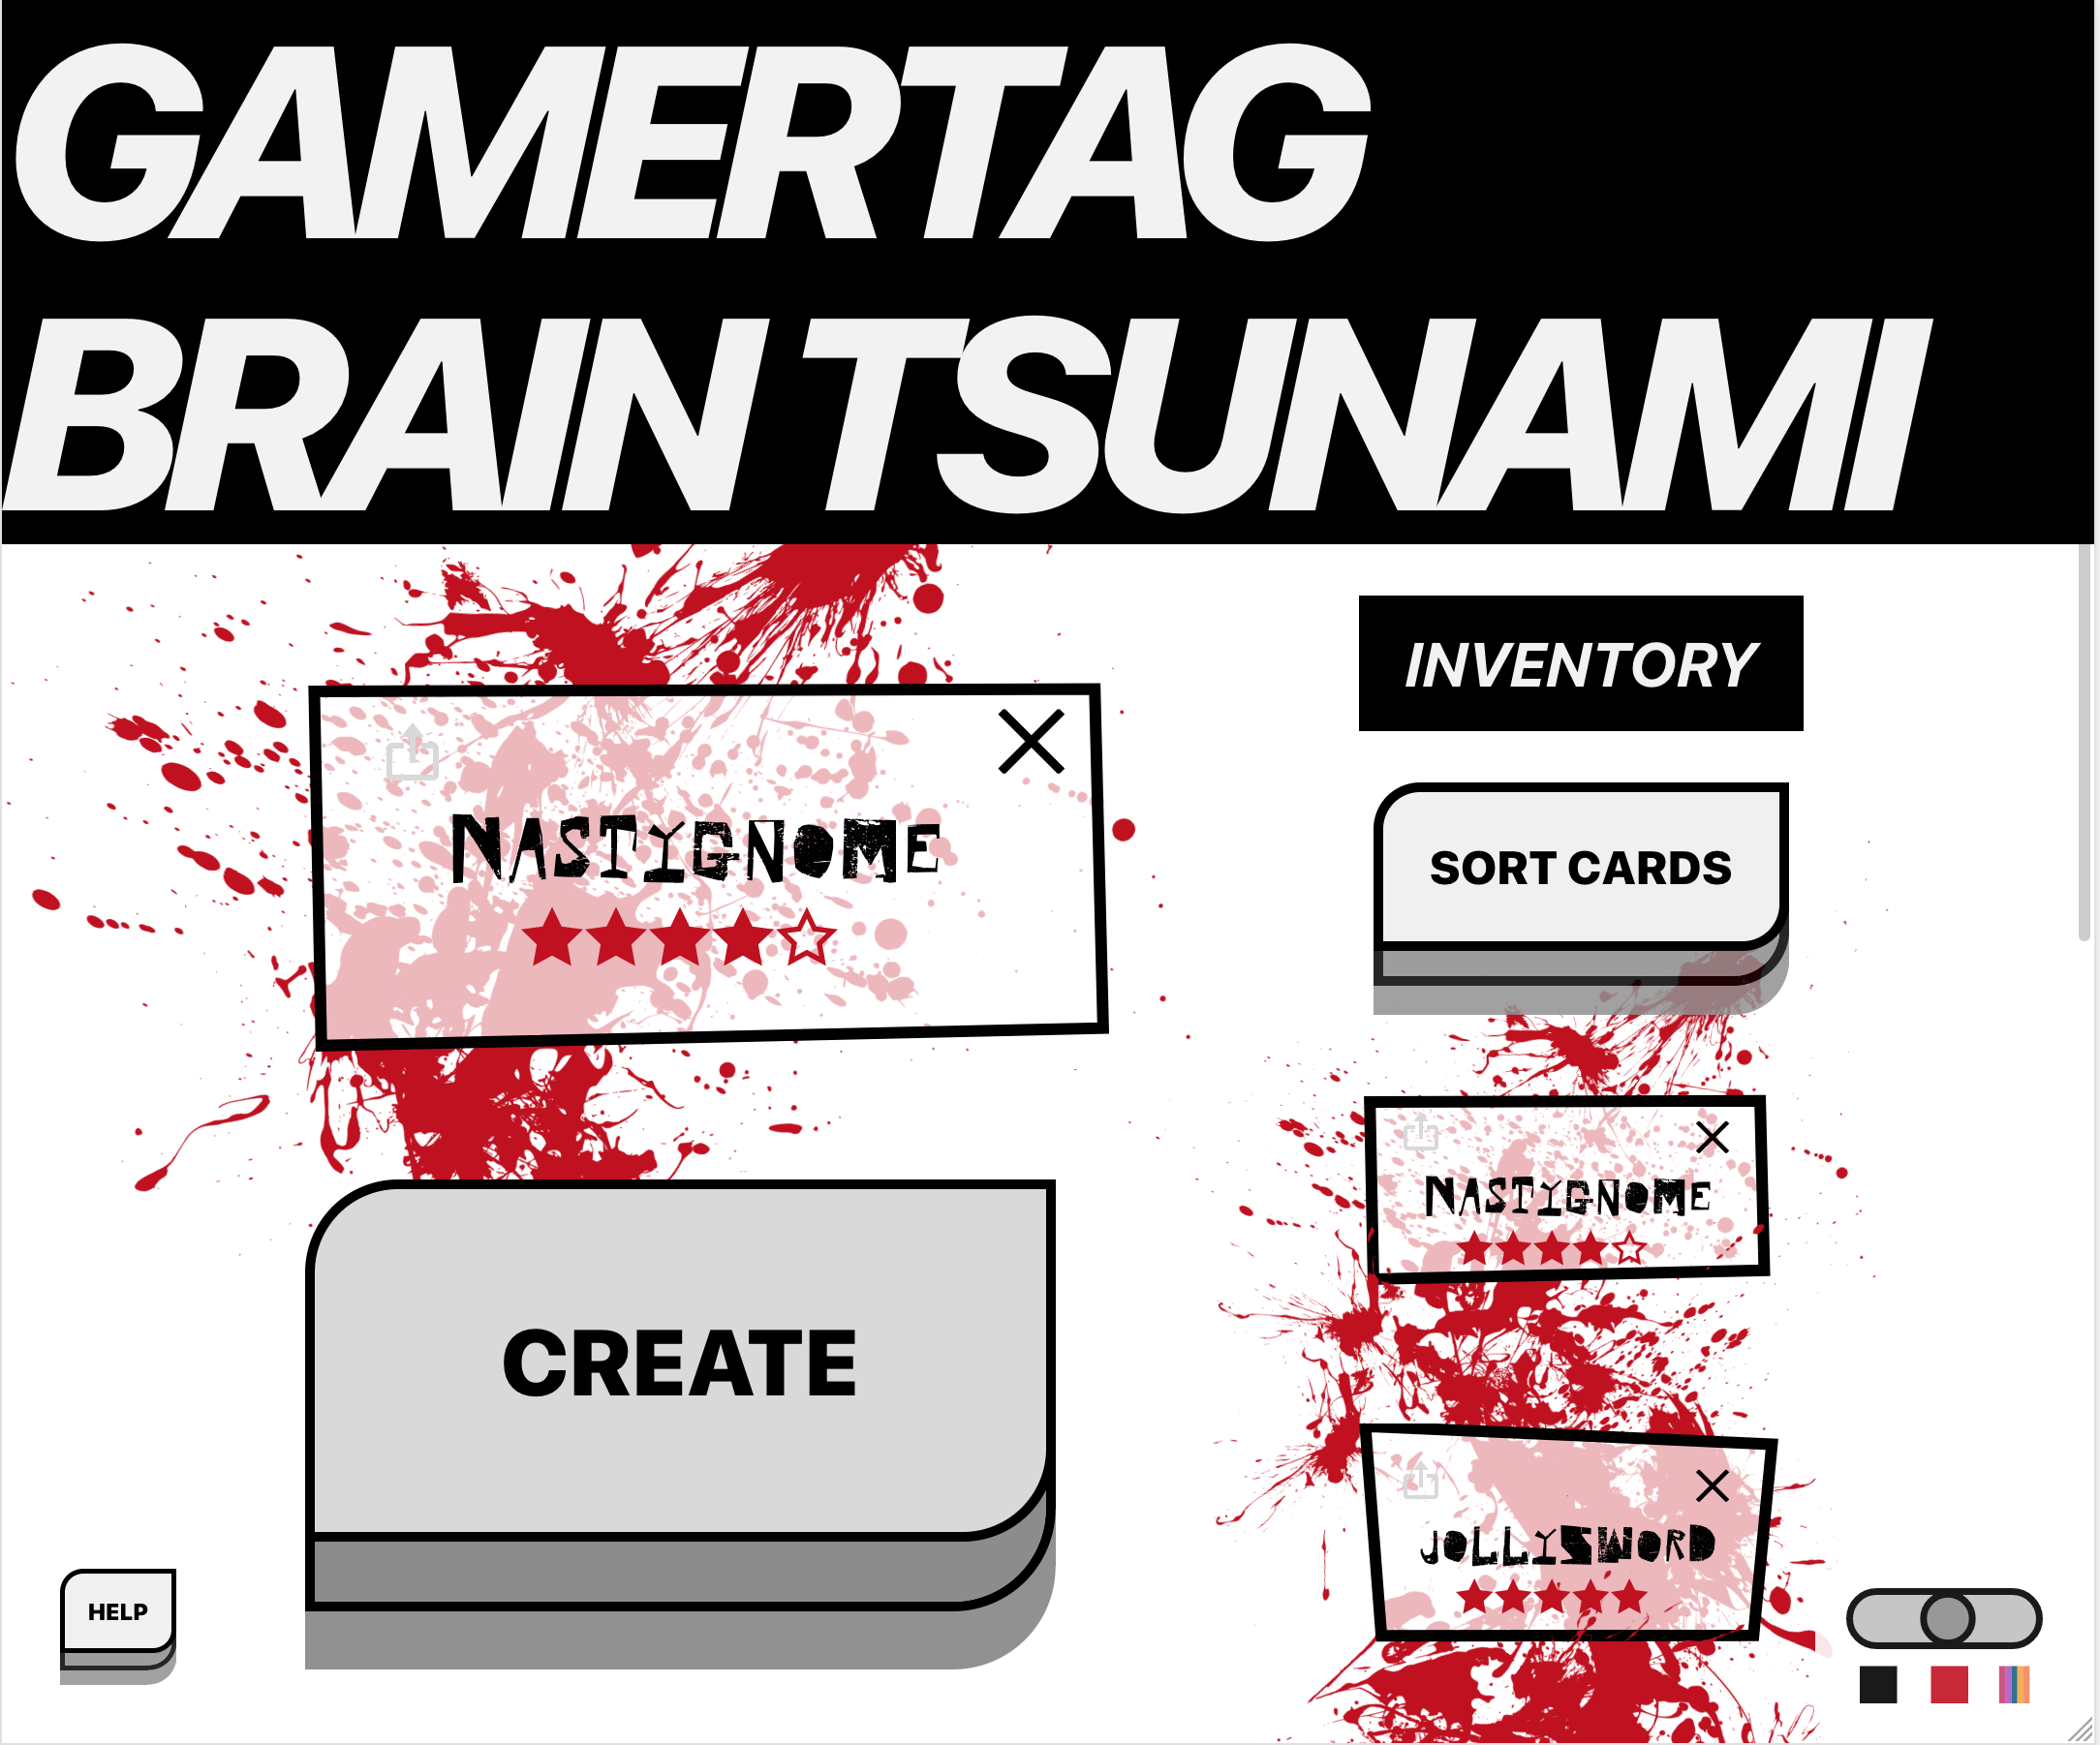 GAMERTAG
BRAIN TSUNAMI
INVENTORY
SORT CARDS
NASTYGNOME
CREATE
NASTYGNOME
JOLLYSWORD
HELP